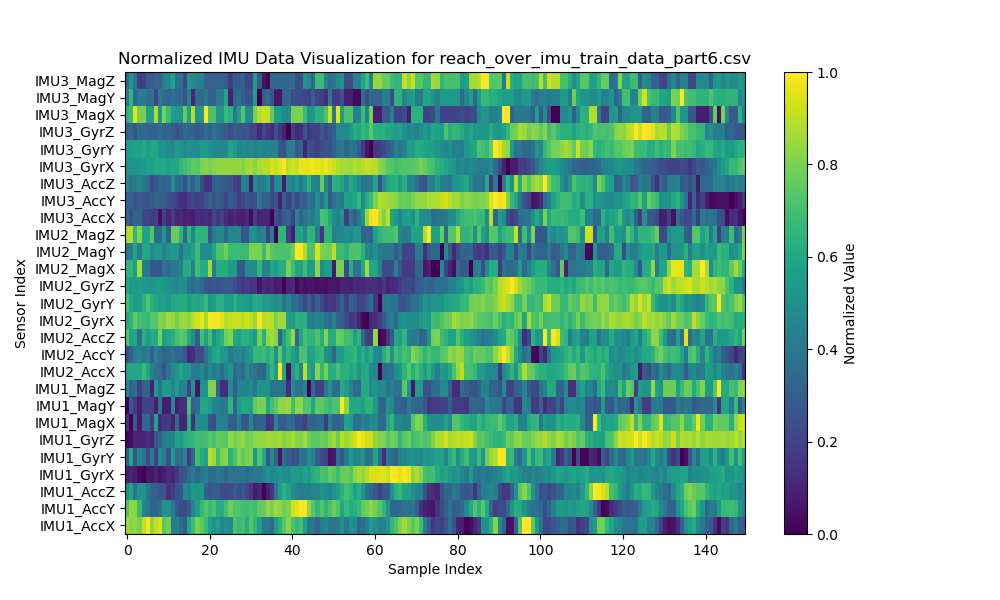 Normalized IMU Data Visualization for reach_over_imu_train_data_part6.csv
IMU3_MagZ
IMU3_MagY
IMU3_MagX
IMU3_GyrZ
IMU3_GyrY
IMU3_GyrX
IMU3_AccZ
IMU3_AccY
IMU3_AccX
IMU2_MagZ
IMU2_MagY
IMU2_MagX
IMU2_GyrZ
IMU2_GyrY
IMU2_GyrX
IMU2_AccZ
IMU2_AccY
IMU2_AccX
IMU1_MagZ
IMU1_MagY
IMU1_MagX
IMU1_GyrZ
IMU1_GyrY
IMU1_GyrX
IMU1_AccZ
IMU1_AccY
IMU1_AccX
Sensor Index
0 20 40 60 80 100 120 140
Sample Index
1.0
0.8
0.6
0.4
0.2
0.0
Normalized Value